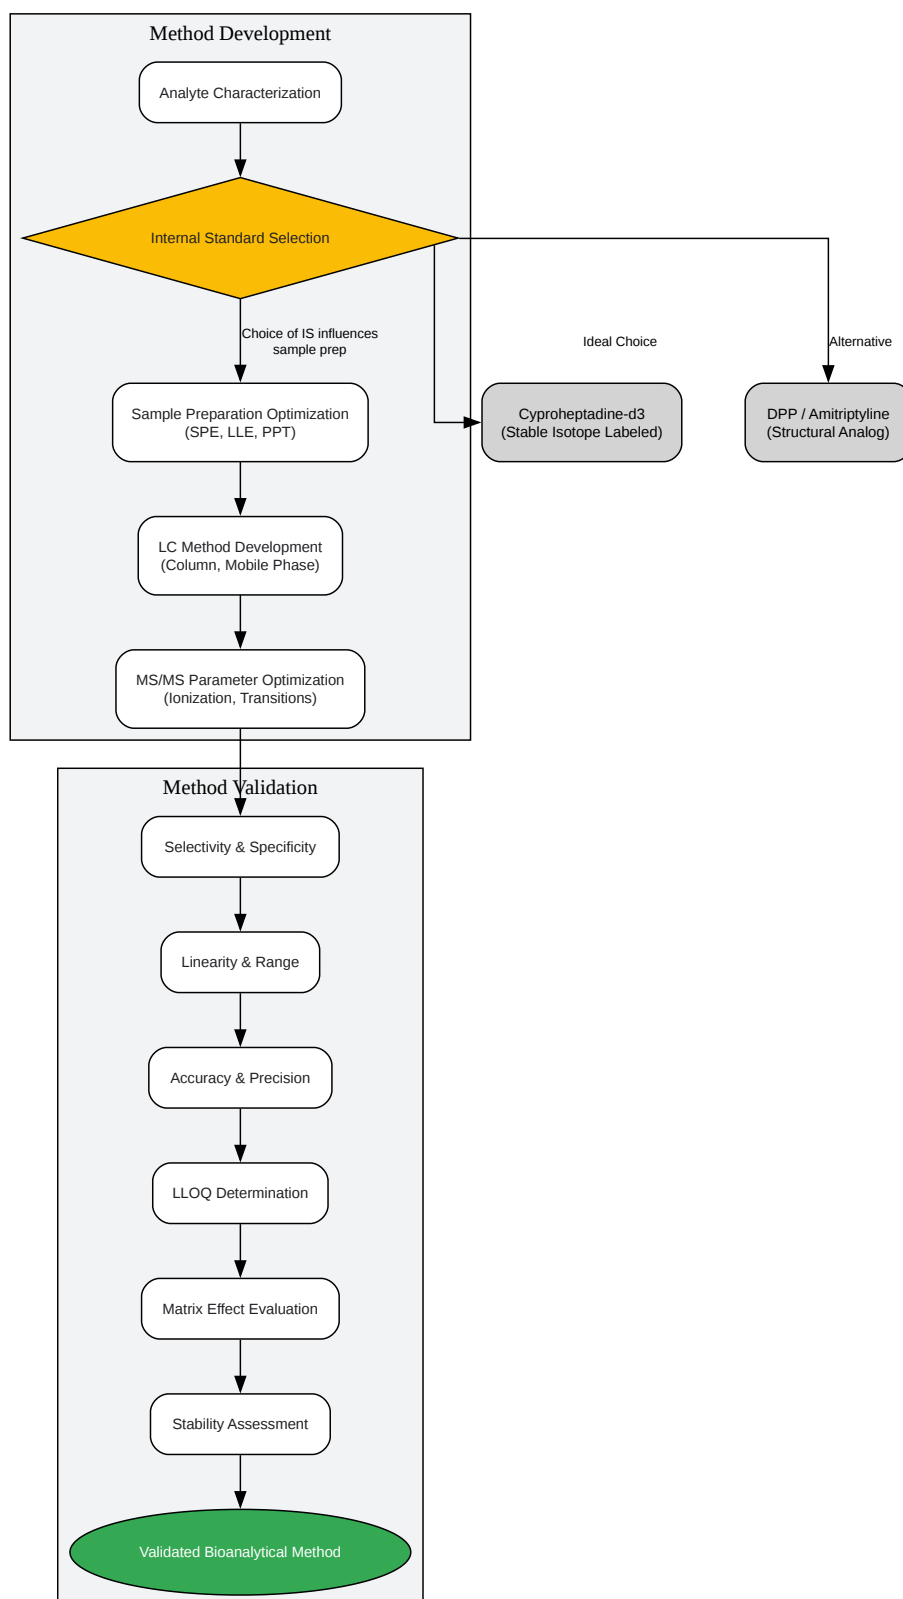 Method Development
Analyte Characterization
Internal Standard Selection
Choice of IS influences
sample prep
Ideal Choice
Alternative
Sample Preparation Optimization
(SPE, LLE, PPT)
Cyproheptadine-d3
(Stable Isotope Labeled)
DPP / Amitriptyline
(Structural Analog)
LC Method Development
(Column, Mobile Phase)
MS/MS Parameter Optimization
(Ionization, Transitions)
Method Validation
Selectivity & Specificity
Linearity & Range
Accuracy & Precision
LLOQ Determination
Matrix Effect Evaluation
Stability Assessment
Validated Bioanalytical Method